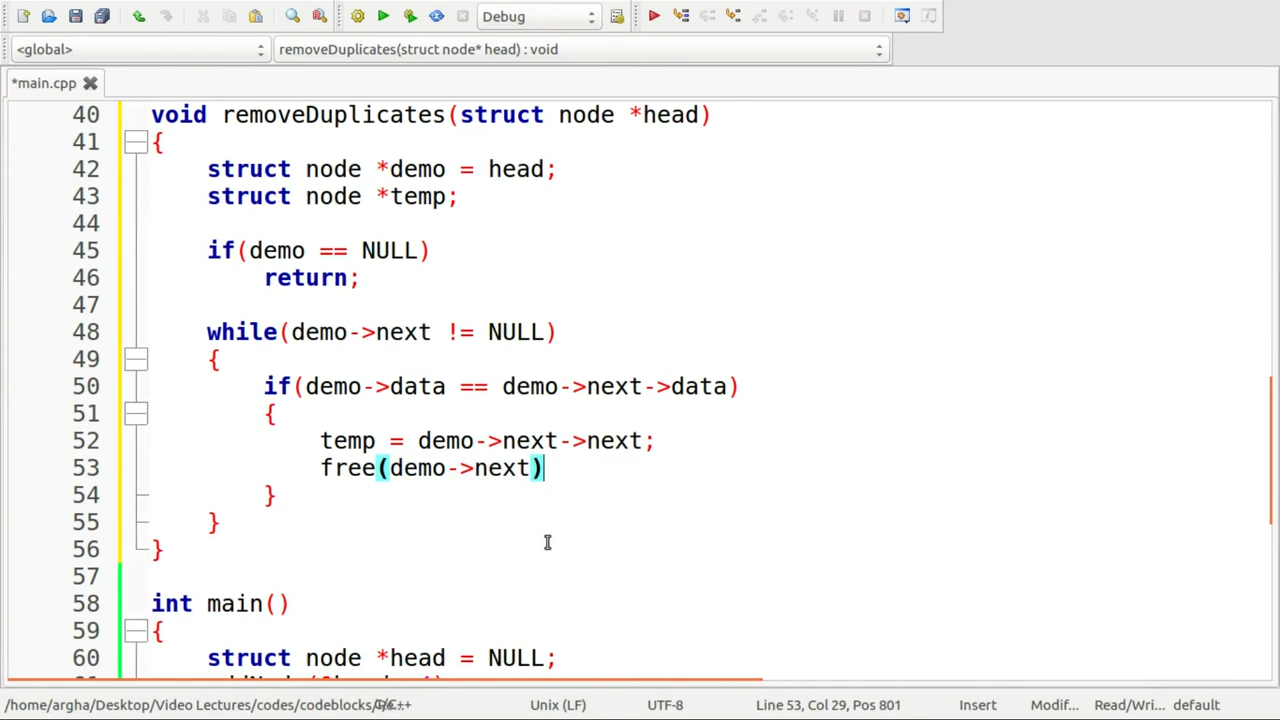 Debug
<global> removeDuplicates(struct node* head) : void
*main.cpp
40 void removeDuplicates(struct node *head)
41 {
42 struct node *demo = head;
43 struct node *temp;
44
45 if(demo == NULL)
46 return;
47
48 while(demo->next != NULL)
49 {
50 if(demo->data == demo->next->data)
51 {
52 temp = demo->next->next;
53 free(demo->next)
54 }
55 }
56 }
57
58 int main()
59 {
60 struct node *head = NULL;
/home/argha/Desktop/Video Lectures/codes/codeblocks/ C/C++ Unix (LF) UTF-8 Line 53, Col 29, Pos 801 Insert Modif... Read/Wri... default